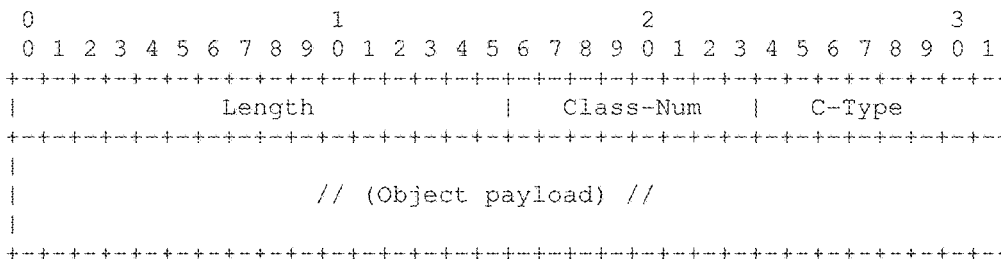 0                   1                   2                   3
0 1 2 3 4 5 6 7 8 9 0 1 2 3 4 5 6 7 8 9 0 1 2 3 4 5 6 7 8 9 0 1
+-+-+-+-+-+-+-+-+-+-+-+-+-+-+-+-+-+-+-+-+-+-+-+-+-+-+-+-+-+-+-+-
| Length | Class-Num | C-Type
+-+-+-+-+-+-+-+-+-+-+-+-+-+-+-+-+-+-+-+-+-+-+-+-+-+-+-+-+-+-+-+-
|
| // (Object payload) //
|
+-+-+-+-+-+-+-+-+-+-+-+-+-+-+-+-+-+-+-+-+-+-+-+-+-+-+-+-+-+-+-+-